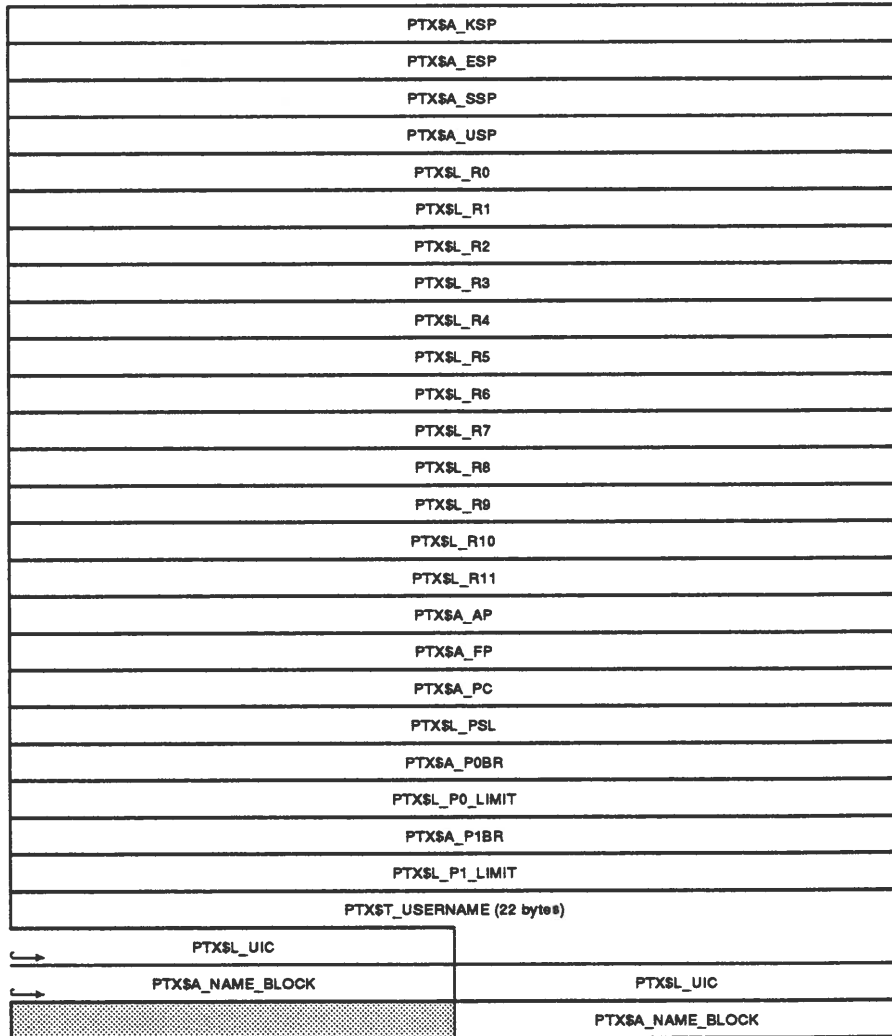 PTX$A_KSP
PTX$A_ESP
PTX$A_SSP
PTX$A_USP
PTX$L_R0
PTX$L_R1
PTX$L_R2
PTX$L_R3
PTX$L_R4
PTX$L_R5
PTX$L_R6
PTX$L_R7
PTX$L_R8
PTX$L_R9
PTX$L_R10
PTX$L_R11
PTX$A_AP
PTX$A_FP
PTX$A_PC
PTX$L_PSL
PTX$A_P0BR
PTX$L_P0_LIMIT
PTX$A_P1BR
PTX$L_P1_LIMIT
PTX$T_USERNAME (22 bytes)
PTX$L_UIC
PTX$A_NAME_BLOCK PTX$L_UIC
PTX$A_NAME_BLOCK